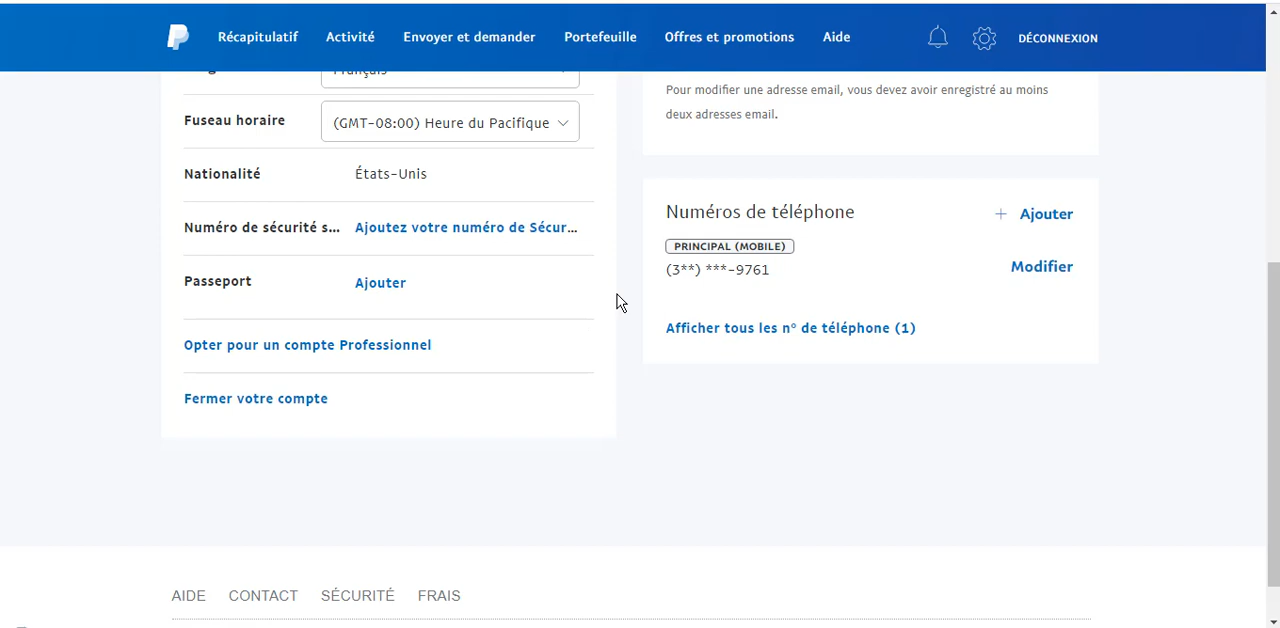 Récapitulatif
Activité
Envoyer et demander
Portefeuille
Offres et promotions
Aide
DÉCONNEXION
Français
Fuseau horaire
(GMT-08:00) Heure du Pacifique
Nationalité
États-Unis
Numéro de sécurité s...
Ajoutez votre numéro de Sécur...
Passeport
Ajouter
Opter pour un compte Professionnel
Fermer votre compte
Pour modifier une adresse email, vous devez avoir enregistré au moins
deux adresses email.
Numéros de téléphone
+ Ajouter
PRINCIPAL (MOBILE)
(3**) ***-9761
Modifier
Afficher tous les n° de téléphone (1)
AIDE
CONTACT
SÉCURITÉ
FRAIS